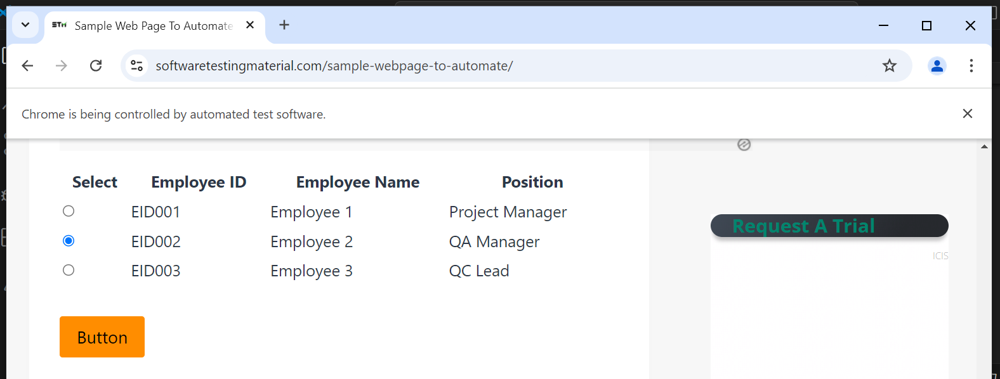 STM Sample Web Page To Automate
softwaretestingmaterial.com/sample-webpage-to-automate/
Chrome is being controlled by automated test software.
Select Employee ID Employee Name Position
EID001 Employee 1 Project Manager
EID002 Employee 2 QA Manager
EID003 Employee 3 QC Lead
Button
Request A Trial
ICIS